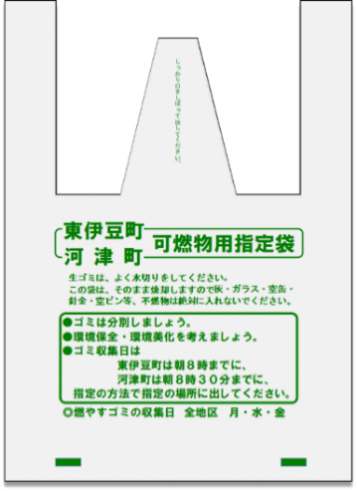 しっかり口をしばって出してください。
東伊豆町
河津町
可燃物用指定袋
生ゴミは、よく水切りをしてください。
この袋は、そのまま焼却しますので灰・ガラス・空缶・
針金・空ビン等、不燃物は絶対に入れないでください。
●ゴミは分別しましょう。
●環境保全・環境美化を考えましょう。
●ゴミ収集日は
東伊豆町は朝8時までに、
河津町は朝8時30分までに、
指定の方法で指定の場所に出してください。
◎燃やすゴミの収集日 全地区 月・水・金